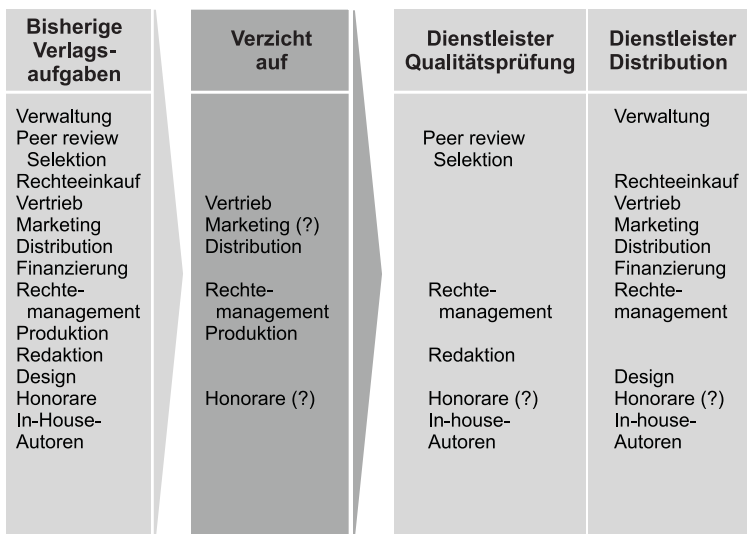 Bisherige
Verlags-
aufgaben
Verwaltung
Peer review
Selektion
Rechteeinkauf
Vertrieb
Marketing
Distribution
Finanzierung
Rechte-
management
Produktion
Redaktion
Design
Honorare
In-House-
Autoren
Verzicht
auf
Vertrieb
Marketing (?)
Distribution
Rechte-
management
Produktion
Honorare (?)
Dienstleister
Qualitätsprüfung
Peer review
Selektion
Rechte-
management
Redaktion
Honorare (?)
In-house-
Autoren
Dienstleister
Distribution
Verwaltung
Rechteeinkauf
Vertrieb
Marketing
Distribution
Finanzierung
Rechte-
management
Design
Honorare (?)
In-house-
Autoren